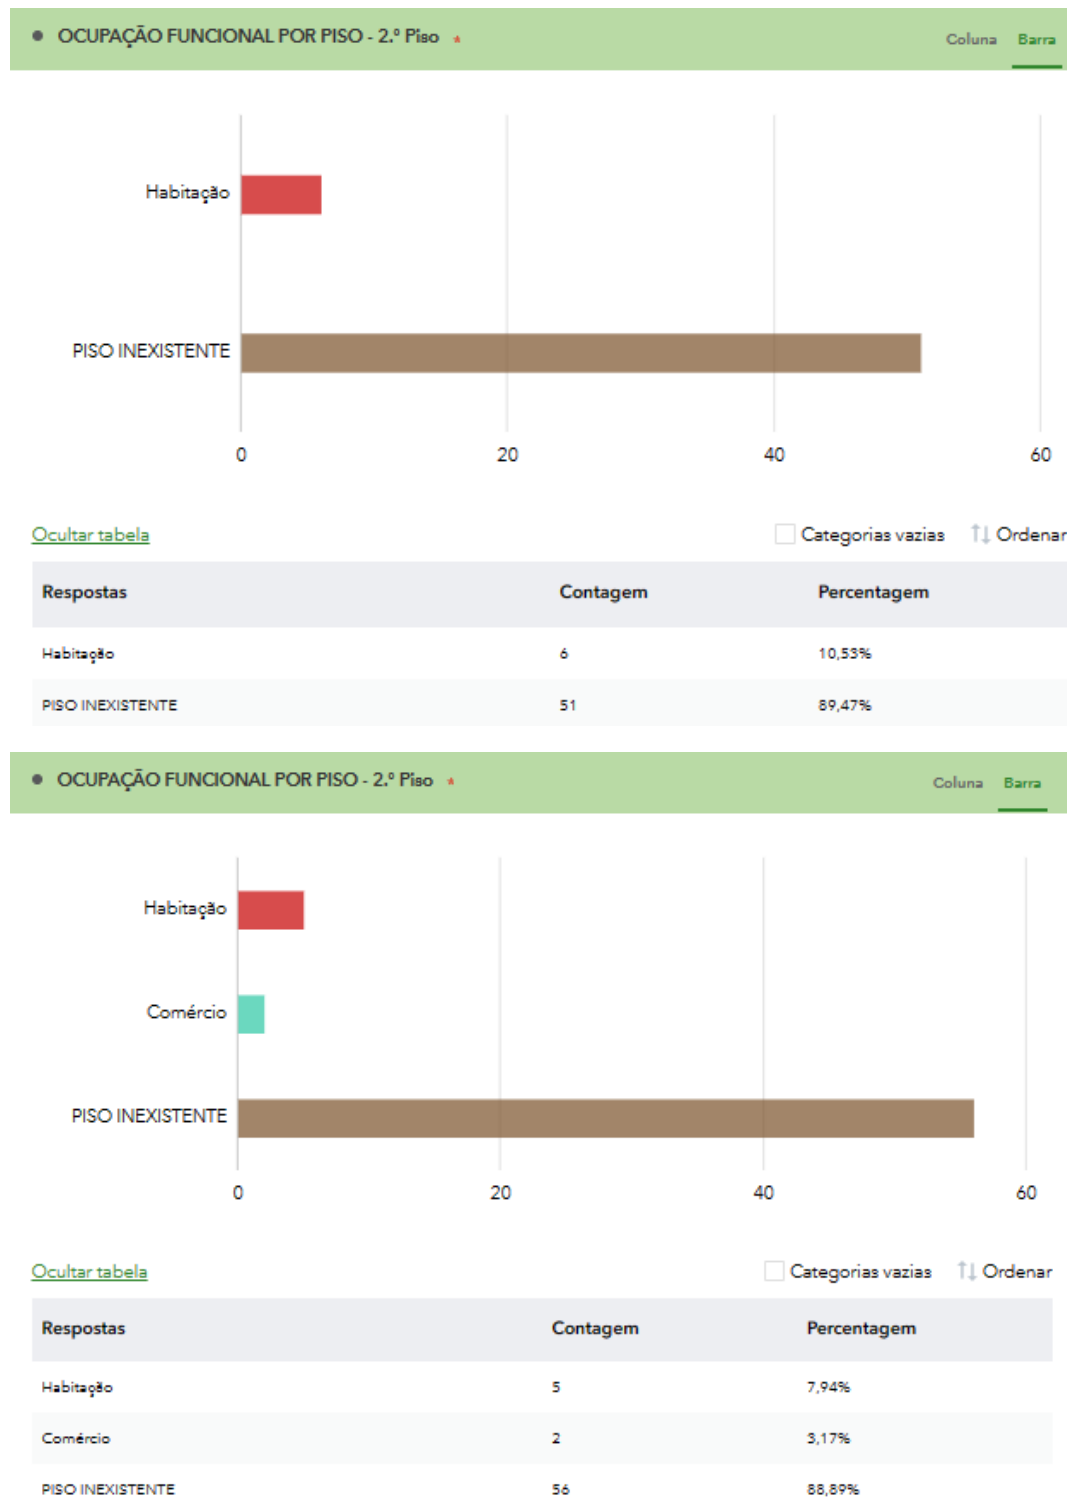 OCUPAÇÃO FUNCIONAL POR PISO - 2.º Piso * Coluna Barra
Habitação
PISO INEXISTENTE
0 20 40 60
Ocultar tabela Categorias vazias Ordenar
Respostas Contagem Percentagem
Habitação 6 10,53%
PISO INEXISTENTE 51 89,47%
OCUPAÇÃO FUNCIONAL POR PISO - 2.º Piso * Coluna Barra
Habitação
Comércio
PISO INEXISTENTE
0 20 40 60
Ocultar tabela Categorias vazias Ordenar
Respostas Contagem Percentagem
Habitação 5 7,94%
Comércio 2 3,17%
PISO INEXISTENTE 56 88,89%